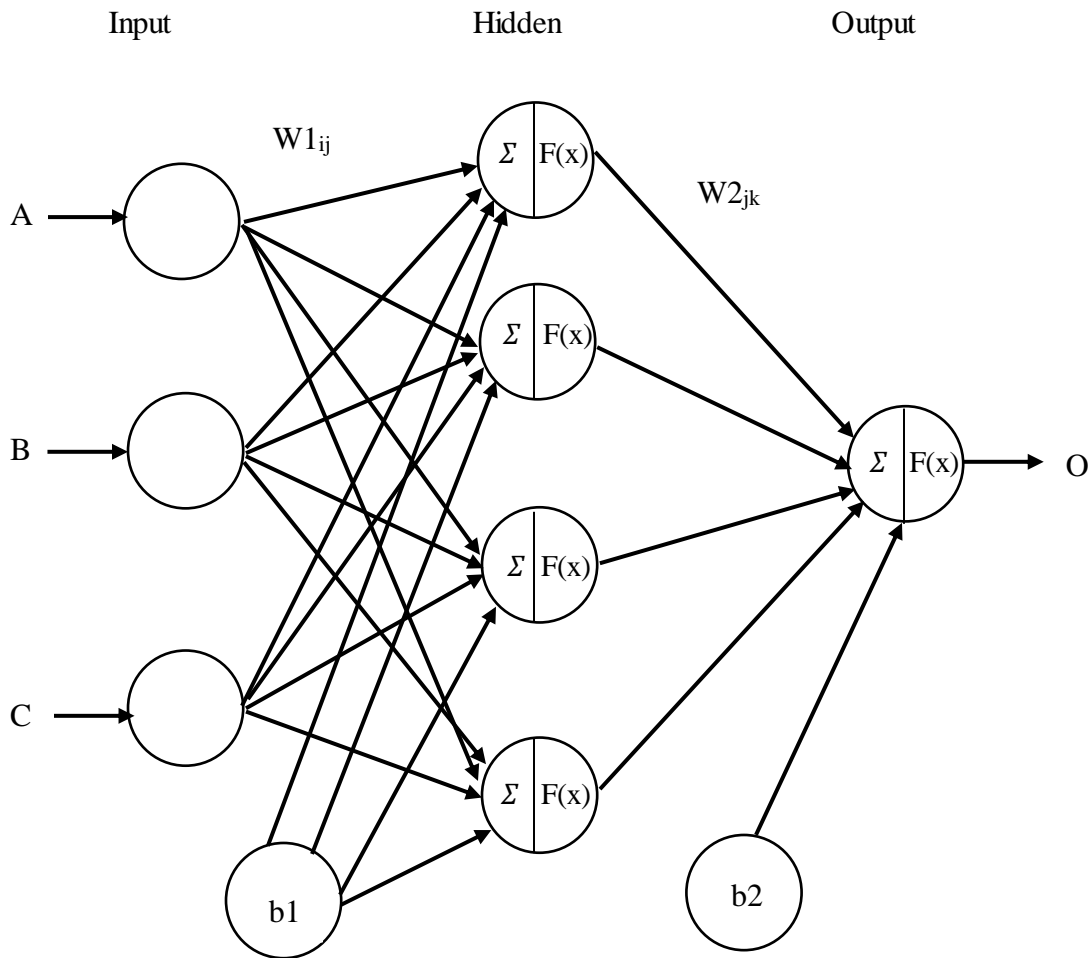 Input Hidden Output
W1ij
Σ F(x)
W2jk
A
Σ F(x)
B
Σ F(x)
O
Σ F(x)
C
Σ F(x)
b1
b2